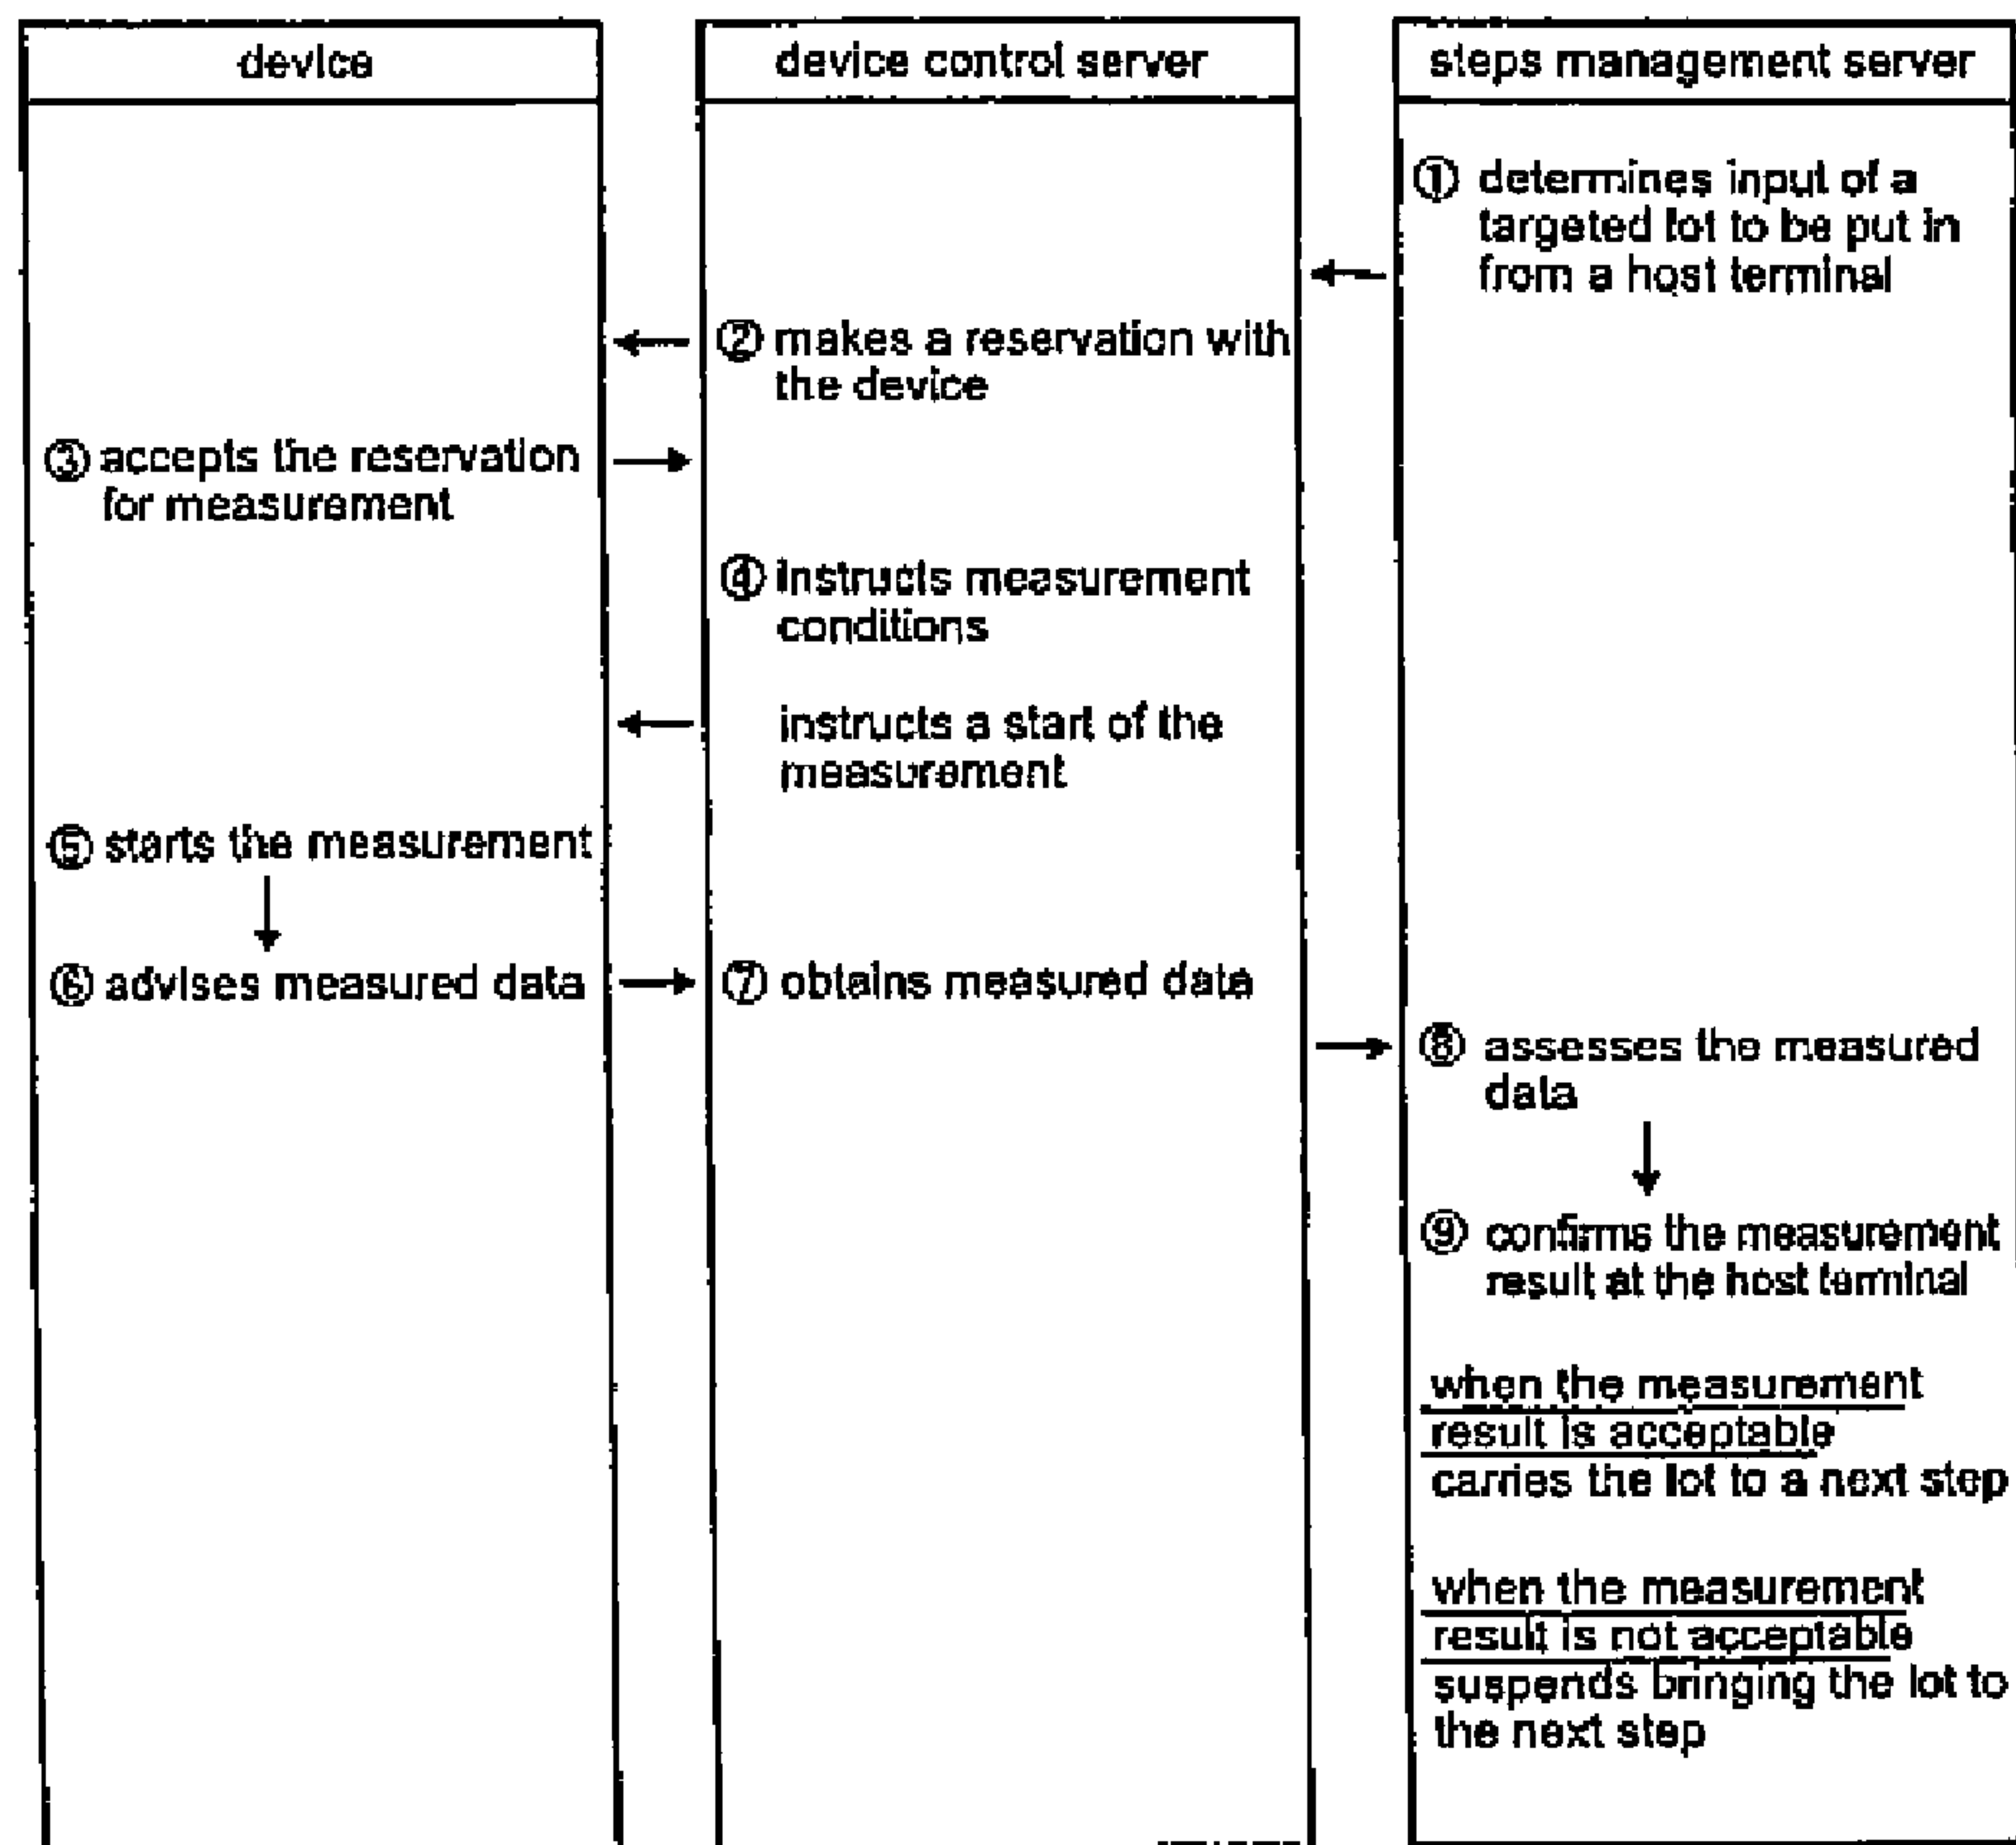 device
device control server
steps management server
① determines input of a
targeted lot to be put in
from a host terminal
② makes a reservation with
the device
③ accepts the reservation
for measurement
④ instructs measurement
conditions
instructs a start of the
measurement
⑤ starts the measurement
⑥ advises measured data
⑦ obtains measured data
⑧ assesses the measured
data
⑨ confirms the measurement
result at the host terminal
when the measurement
result is acceptable
carries the lot to a next step
when the measurement
result is not acceptable
suspends bringing the lot to
the next step